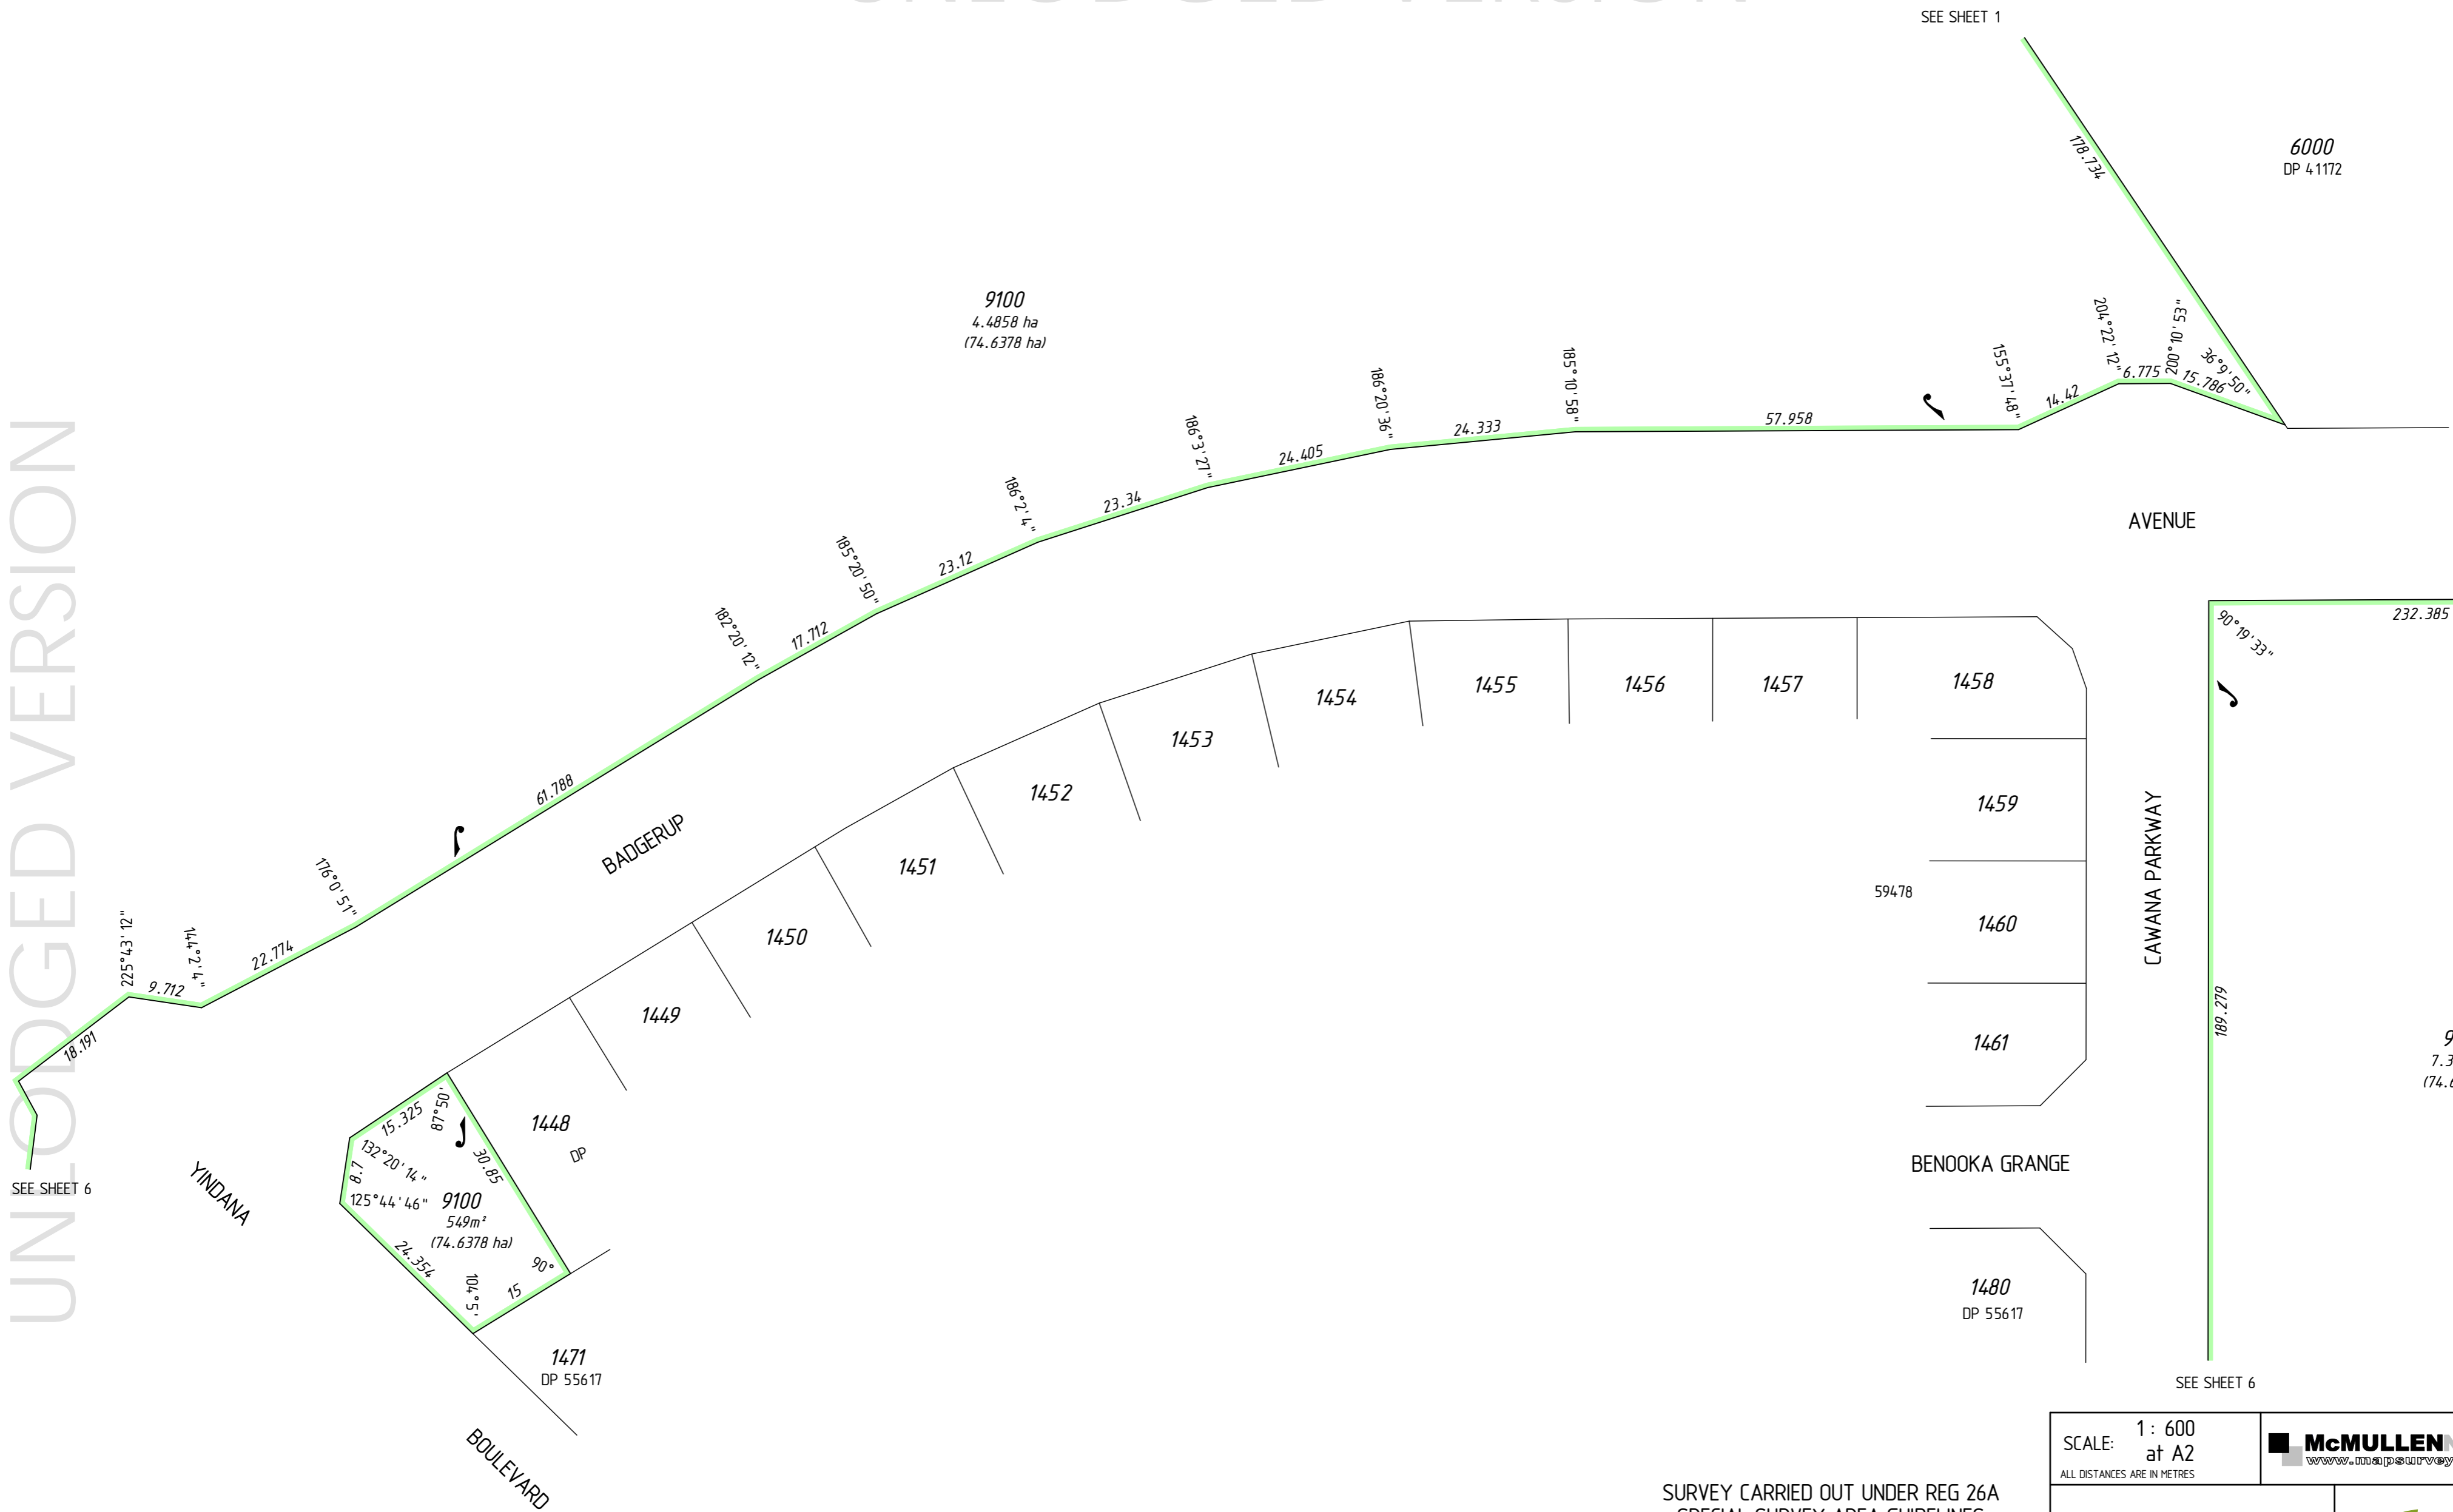 SEE SHEET 1
6000
DP 41172
178.734
9100
4.4858 ha
(74.6378 ha)
204°22'12"
200°10'53"
36°9'50"
6.775
15.786
155°37'48"
14.42
185°10'58"
57.958
186°20'36"
24.333
186°3'27"
24.405
186°2'4"
23.34
185°20'50"
23.12
182°20'12"
17.712
61.788
176°0'51"
22.774
144°2'4"
225°43'12"
9.712
18.191
SEE SHEET 6
UNLODGED VERSION
AVENUE
BADGERUP
232.385
90°19'33"
189.279
1458
1457
1456
1455
1454
1453
1452
1451
1450
1449
1448
DP
59478
1459
1460
1461
CAWANA PARKWAY
BENOOKA GRANGE
1480
DP 55617
SEE SHEET 6
15.325
87°50'
132°20'14"
8.7
125°44'46"
30.85
9100
549m²
(74.6378 ha)
24.354
104°5'
15
90°
1471
DP 55617
YINDANA
BOULEVARD
SCALE: 1 : 600
at A2
ALL DISTANCES ARE IN METRES
McMULLEN
SURVEY CARRIED OUT UNDER REG 26A
SPECIAL SURVEY AREA GUIDELINES